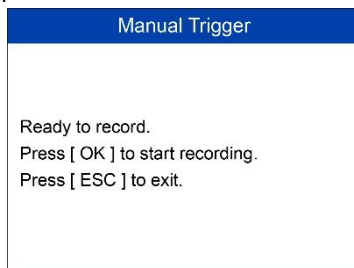 Manual Trigger
Ready to record.
Press [ OK ] to start recording.
Press [ ESC ] to exit.